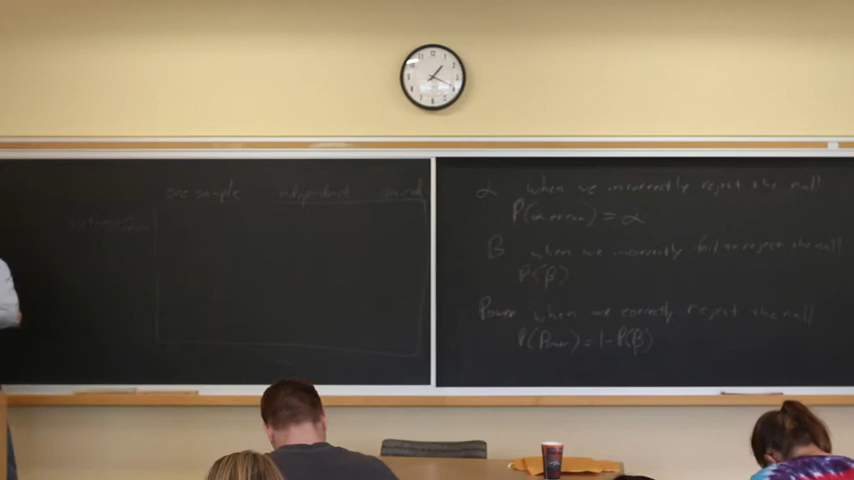 one sample independent paired
α when we incorrectly reject the null
P(α error) = α
β when we incorrectly fail to reject the null
P(β)
Power when we correctly reject the null
P(Power) = 1-P(β)